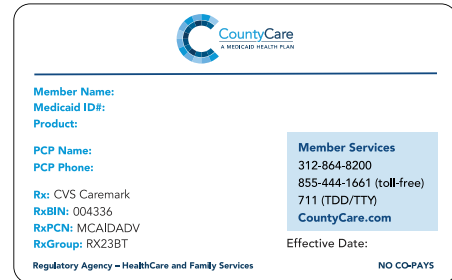 CountyCare
A MEDICAID HEALTH PLAN
Member Name:
Medicaid ID#:
Product:
PCP Name:
PCP Phone:
Rx: CVS Caremark
RxBIN: 004336
RxPCN: MCAIDADV
RxGroup: RX23BT
Member Services
312-864-8200
855-444-1661 (toll-free)
711 (TDD/TTY)
CountyCare.com
Effective Date:
Regulatory Agency – HealthCare and Family Services
NO CO-PAYS